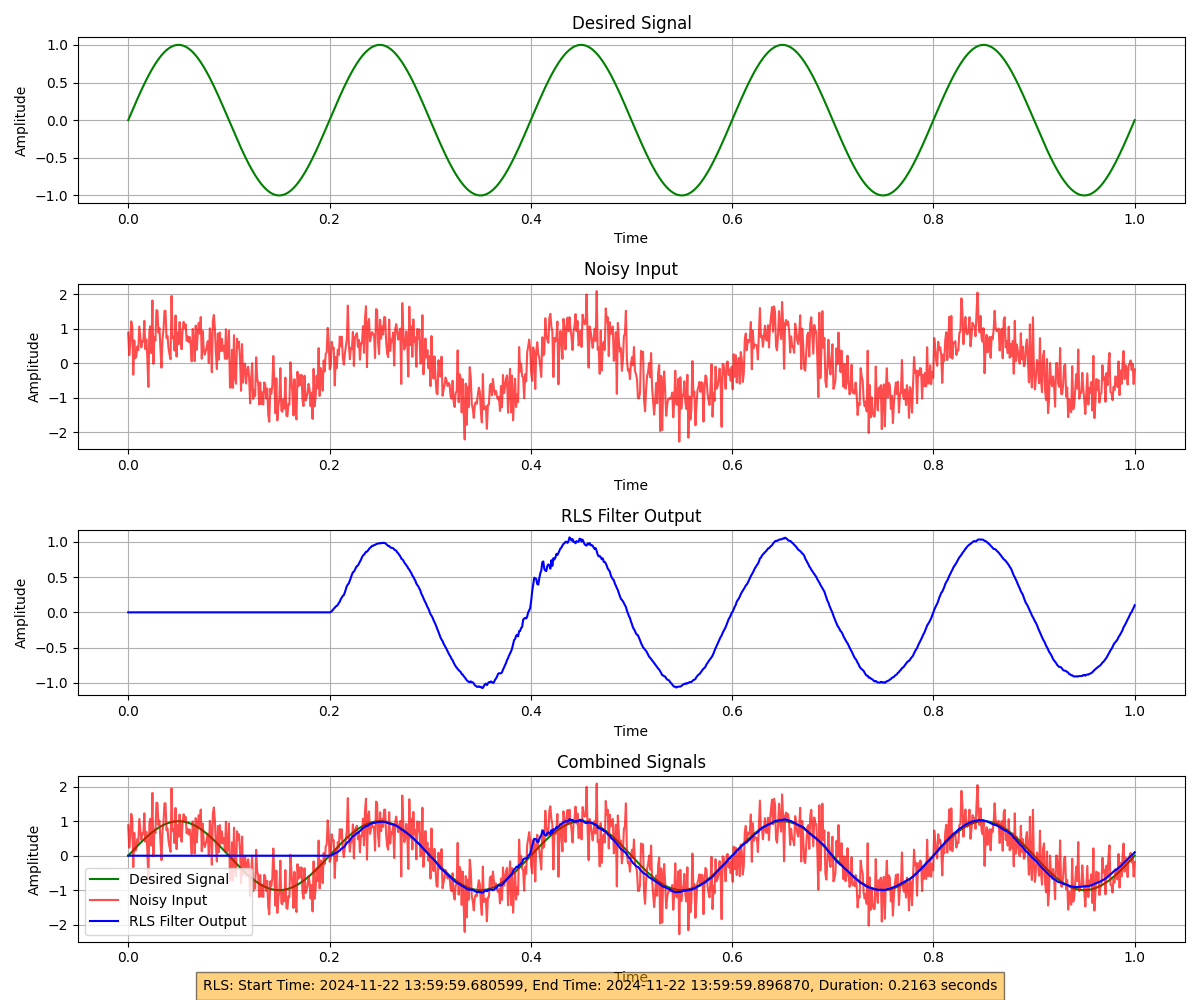 Desired Signal
Amplitude
1.0
0.5
0.0
−0.5
−1.0
0.0 0.2 0.4 0.6 0.8 1.0
Time
Noisy Input
Amplitude
2
1
0
−1
−2
0.0 0.2 0.4 0.6 0.8 1.0
Time
RLS Filter Output
Amplitude
1.0
0.5
0.0
−0.5
−1.0
0.0 0.2 0.4 0.6 0.8 1.0
Time
Combined Signals
Amplitude
2
1
0
−1
−2
Desired Signal
Noisy Input
RLS Filter Output
0.0 0.2 0.4 0.6 0.8 1.0
Time
RLS: Start Time: 2024-11-22 13:59:59.680599, End Time: 2024-11-22 13:59:59.896870, Duration: 0.2163 seconds